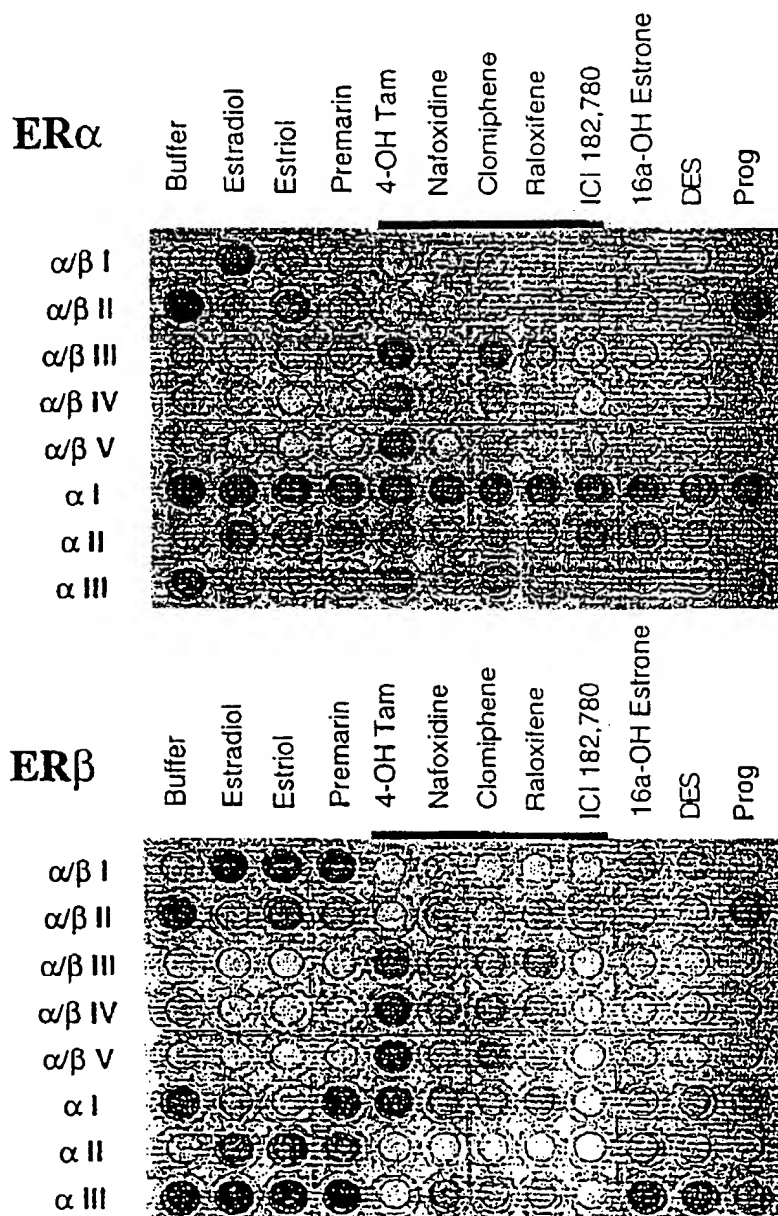 ERα
Buffer
Estradiol
Estriol
Premarin
4-OH Tam
Nafoxidine
Clomiphene
Raloxifene
ICI 182,780
16a-OH Estrone
DES
Prog
α/β I
α/β II
α/β III
α/β IV
α/β V
α I
α II
α III
ERβ
Buffer
Estradiol
Estriol
Premarin
4-OH Tam
Nafoxidine
Clomiphene
Raloxifene
ICI 182,780
16a-OH Estrone
DES
Prog
α/β I
α/β II
α/β III
α/β IV
α/β V
α I
α II
α III